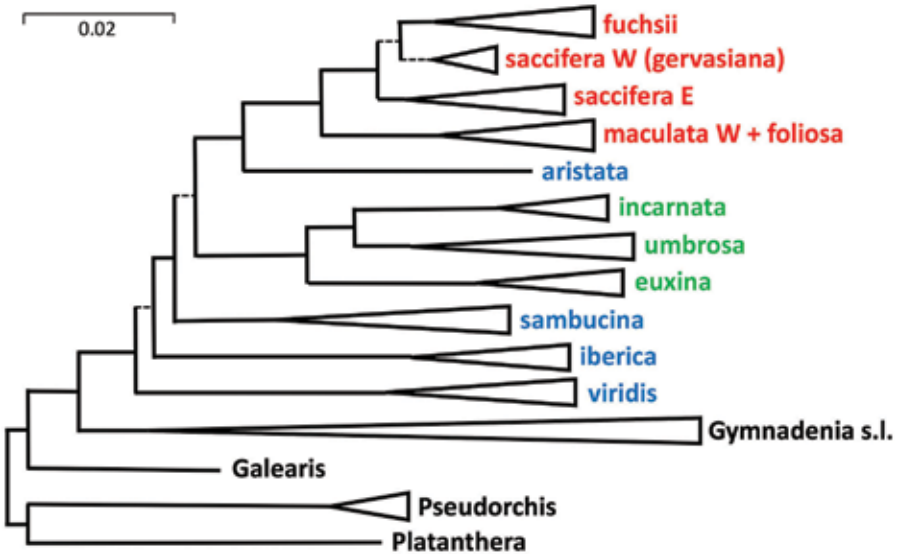 0.02
fuchsii
saccifera W (gervasiana)
saccifera E
maculata W + foliosa
aristata
incarnata
umbrosa
euxina
sambucina
iberica
viridis
Gymnadenia s.l.
Galearis
Pseudorchis
Platanthera